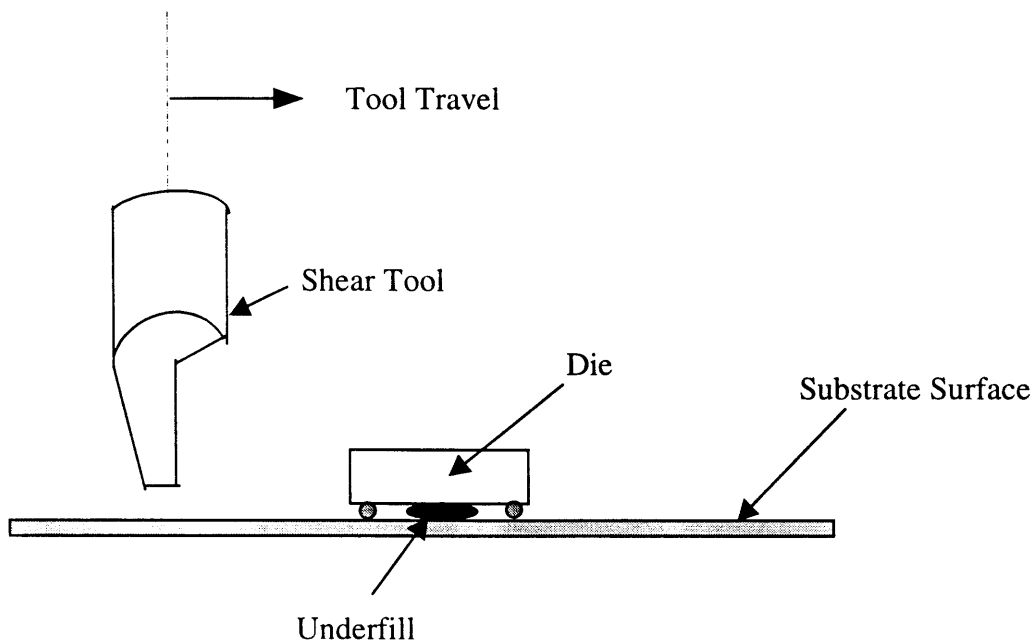 Tool Travel
Shear Tool
Die
Substrate Surface
Underfill